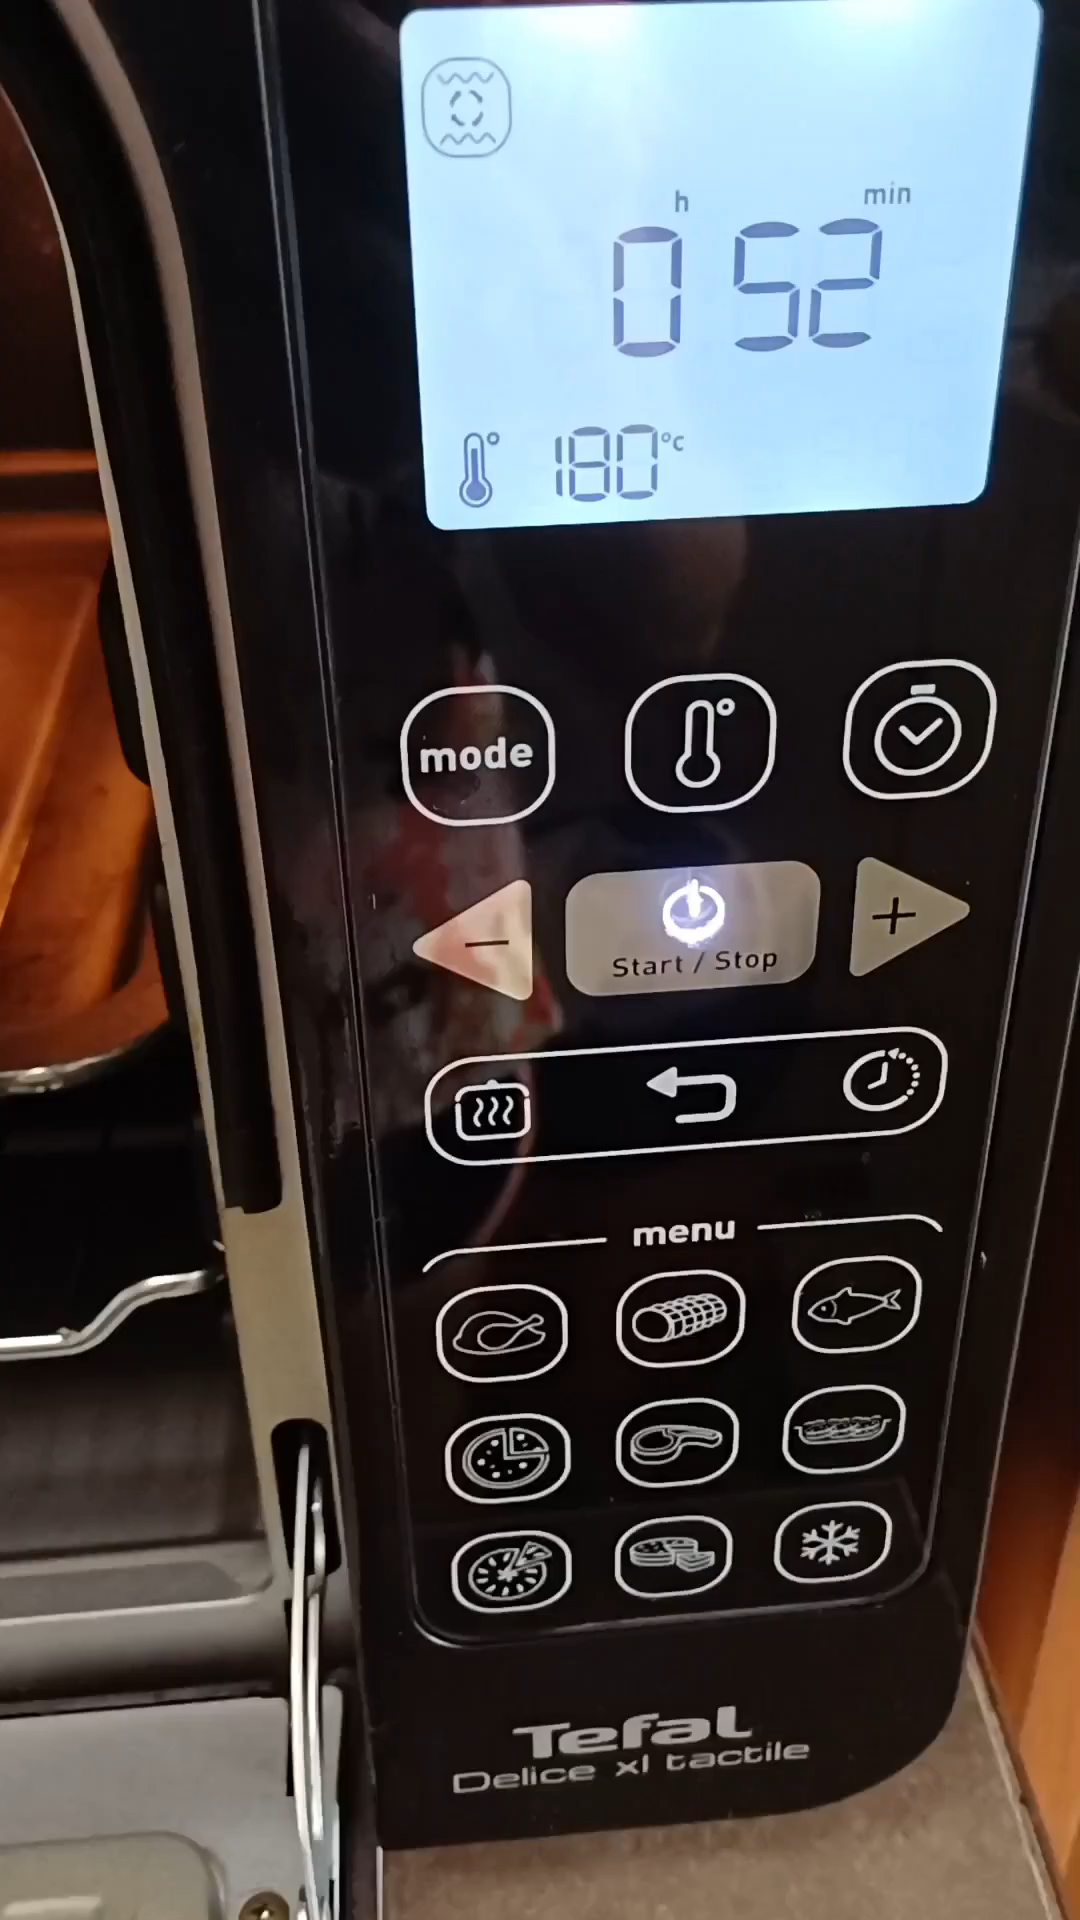 h min
0 52
180°C
mode
Start / Stop
menu
Tefal
Delice xl tactile